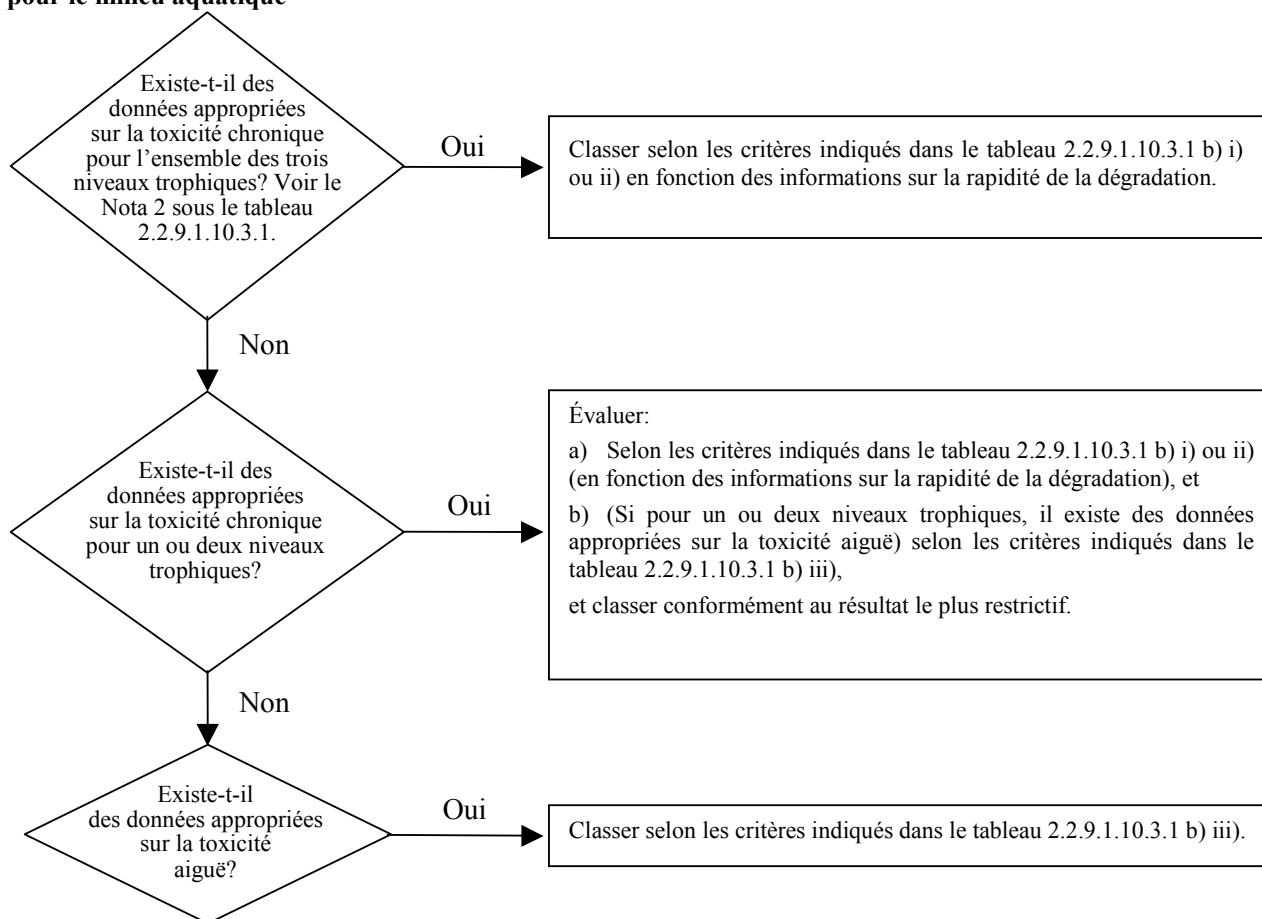 pour le milieu aquatique
Existe-t-il des
données appropriées
sur la toxicité chronique
pour l’ensemble des trois
niveaux trophiques? Voir le
Nota 2 sous le tableau
2.2.9.1.10.3.1.
Oui
Classer selon les critères indiqués dans le tableau 2.2.9.1.10.3.1 b) i)
ou ii) en fonction des informations sur la rapidité de la dégradation.
Non
Existe-t-il des
données appropriées
sur la toxicité chronique
pour un ou deux niveaux
trophiques?
Oui
Évaluer:
a) Selon les critères indiqués dans le tableau 2.2.9.1.10.3.1 b) i) ou ii)
(en fonction des informations sur la rapidité de la dégradation), et
b) (Si pour un ou deux niveaux trophiques, il existe des données
appropriées sur la toxicité aiguë) selon les critères indiqués dans le
tableau 2.2.9.1.10.3.1 b) iii),
et classer conformément au résultat le plus restrictif.
Non
Existe-t-il
des données appropriées
sur la toxicité
aiguë?
Oui
Classer selon les critères indiqués dans le tableau 2.2.9.1.10.3.1 b) iii).